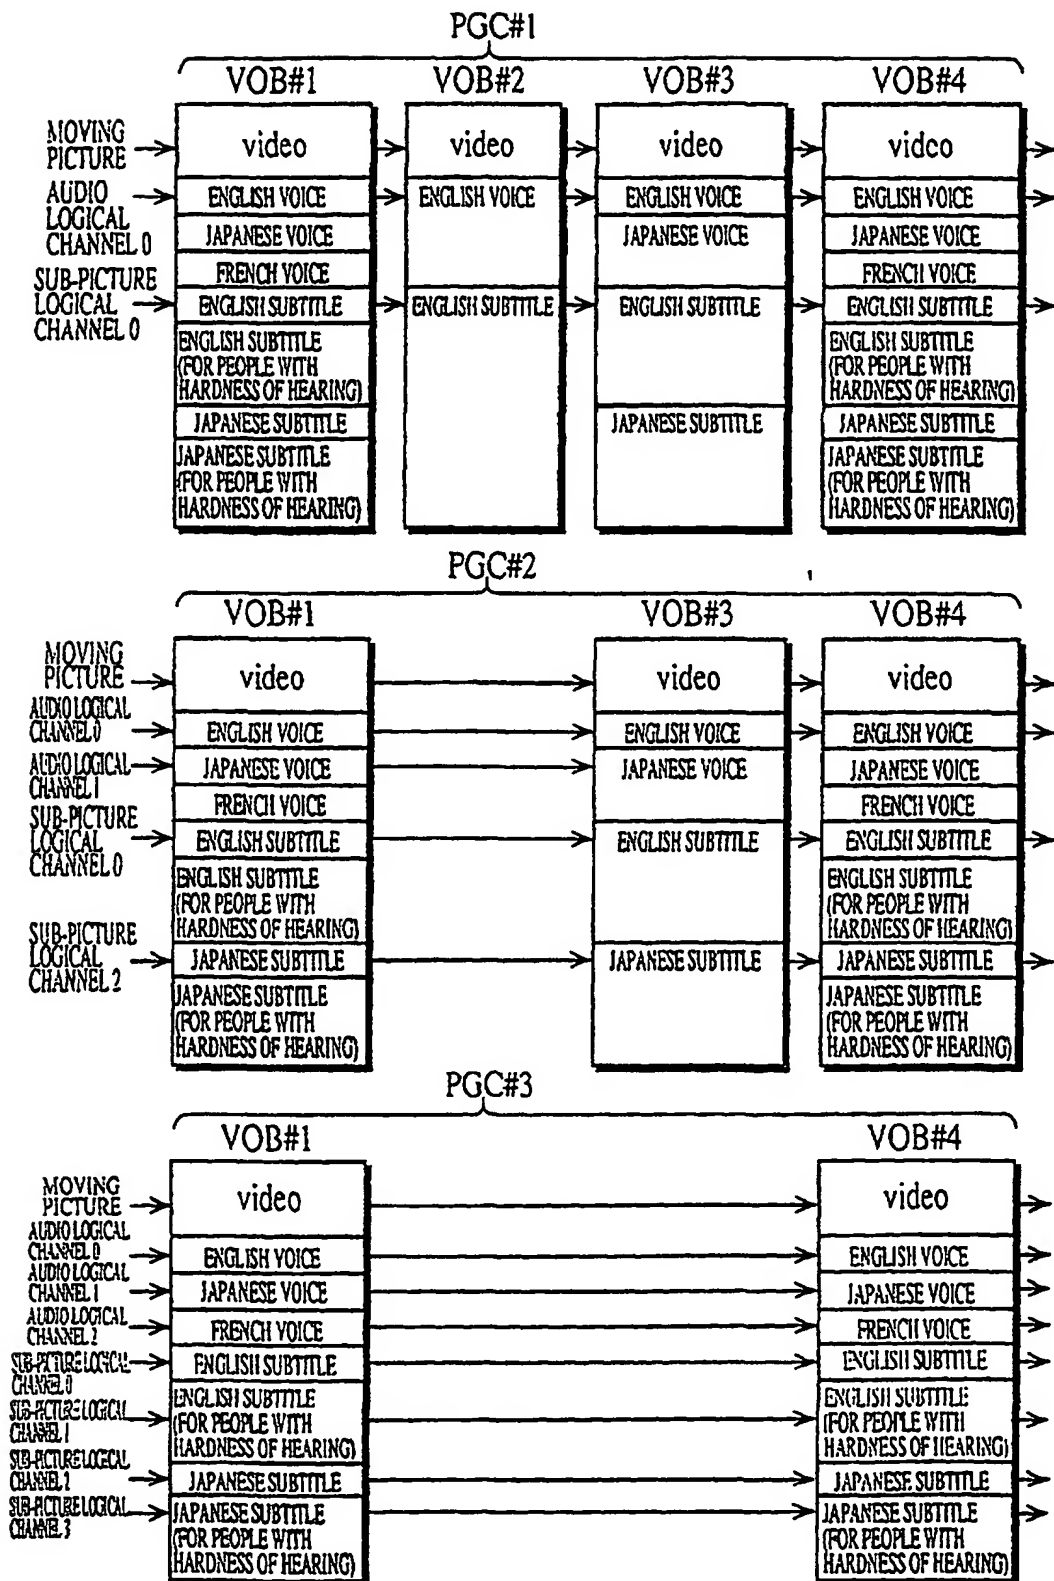 PGC#1
VOB#1 VOB#2 VOB#3 VOB#4
MOVING
PICTURE
video video video video
AUDIO
LOGICAL
CHANNEL 0
ENGLISH VOICE ENGLISH VOICE ENGLISH VOICE ENGLISH VOICE
JAPANESE VOICE JAPANESE VOICE JAPANESE VOICE
FRENCH VOICE FRENCH VOICE
SUB-PICTURE
LOGICAL
CHANNEL 0
ENGLISH SUBTITLE ENGLISH SUBTITLE ENGLISH SUBTITLE ENGLISH SUBTITLE
ENGLISH SUBTITLE
(FOR PEOPLE WITH
HARDNESS OF HEARING)
ENGLISH SUBTITLE
(FOR PEOPLE WITH
HARDNESS OF HEARING)
JAPANESE SUBTITLE JAPANESE SUBTITLE JAPANESE SUBTITLE
JAPANESE SUBTITLE
(FOR PEOPLE WITH
HARDNESS OF HEARING)
JAPANESE SUBTITLE
(FOR PEOPLE WITH
HARDNESS OF HEARING)
PGC#2
VOB#1 VOB#3 VOB#4
MOVING
PICTURE
video video video
AUDIO LOGICAL
CHANNEL 0
ENGLISH VOICE ENGLISH VOICE ENGLISH VOICE
AUDIO LOGICAL
CHANNEL 1
JAPANESE VOICE JAPANESE VOICE JAPANESE VOICE
FRENCH VOICE FRENCH VOICE
SUB-PICTURE
LOGICAL
CHANNEL 0
ENGLISH SUBTITLE ENGLISH SUBTITLE ENGLISH SUBTITLE
ENGLISH SUBTITLE
(FOR PEOPLE WITH
HARDNESS OF HEARING)
ENGLISH SUBTITLE
(FOR PEOPLE WITH
HARDNESS OF HEARING)
SUB-PICTURE
LOGICAL
CHANNEL 2
JAPANESE SUBTITLE JAPANESE SUBTITLE JAPANESE SUBTITLE
JAPANESE SUBTITLE
(FOR PEOPLE WITH
HARDNESS OF HEARING)
JAPANESE SUBTITLE
(FOR PEOPLE WITH
HARDNESS OF HEARING)
PGC#3
VOB#1 VOB#4
MOVING
PICTURE
video video
AUDIO LOGICAL
CHANNEL 0
ENGLISH VOICE ENGLISH VOICE
AUDIO LOGICAL
CHANNEL 1
JAPANESE VOICE JAPANESE VOICE
AUDIO LOGICAL
CHANNEL 2
FRENCH VOICE FRENCH VOICE
SUB-PICTURE LOGICAL
CHANNEL 0
ENGLISH SUBTITLE ENGLISH SUBTITLE
SUB-PICTURE LOGICAL
CHANNEL 1
ENGLISH SUBTITLE
(FOR PEOPLE WITH
HARDNESS OF HEARING)
ENGLISH SUBTITLE
(FOR PEOPLE WITH
HARDNESS OF HEARING)
SUB-PICTURE LOGICAL
CHANNEL 2
JAPANESE SUBTITLE JAPANESE SUBTITLE
SUB-PICTURE LOGICAL
CHANNEL 3
JAPANESE SUBTITLE
(FOR PEOPLE WITH
HARDNESS OF HEARING)
JAPANESE SUBTITLE
(FOR PEOPLE WITH
HARDNESS OF HEARING)